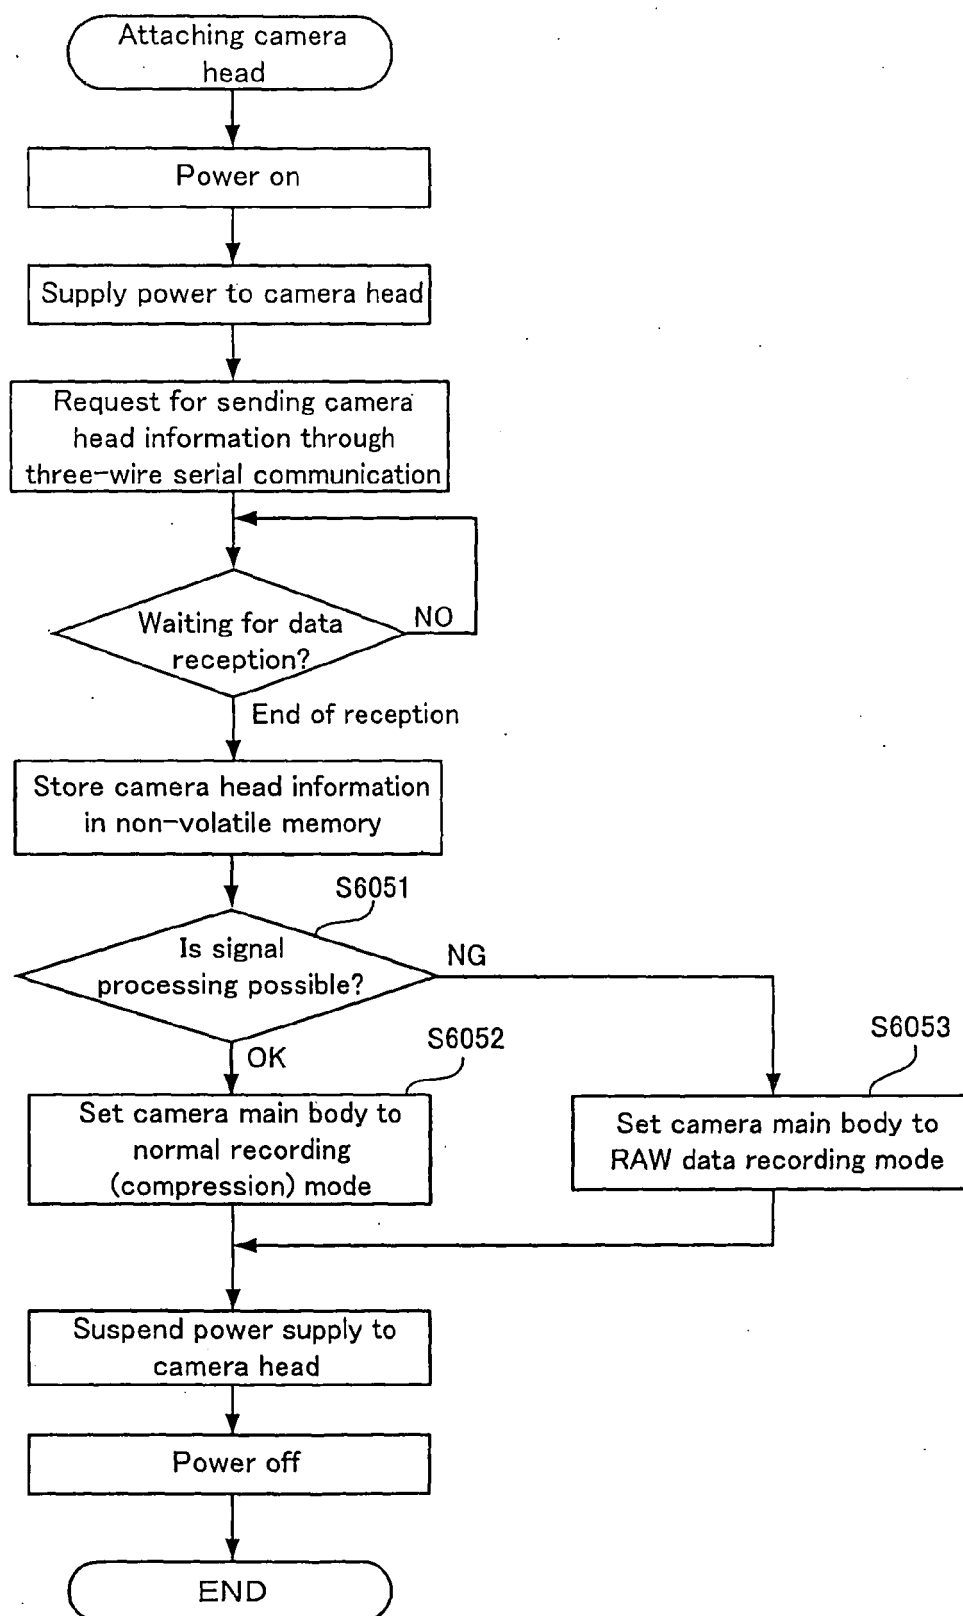 Attaching camera
head
Power on
Supply power to camera head
Request for sending camera
head information through
three-wire serial communication
Waiting for data
reception?
NO
End of reception
Store camera head information
in non-volatile memory
S6051
Is signal
processing possible?
NG
OK
S6052
S6053
Set camera main body to
normal recording
(compression) mode
Set camera main body to
RAW data recording mode
Suspend power supply to
camera head
Power off
END